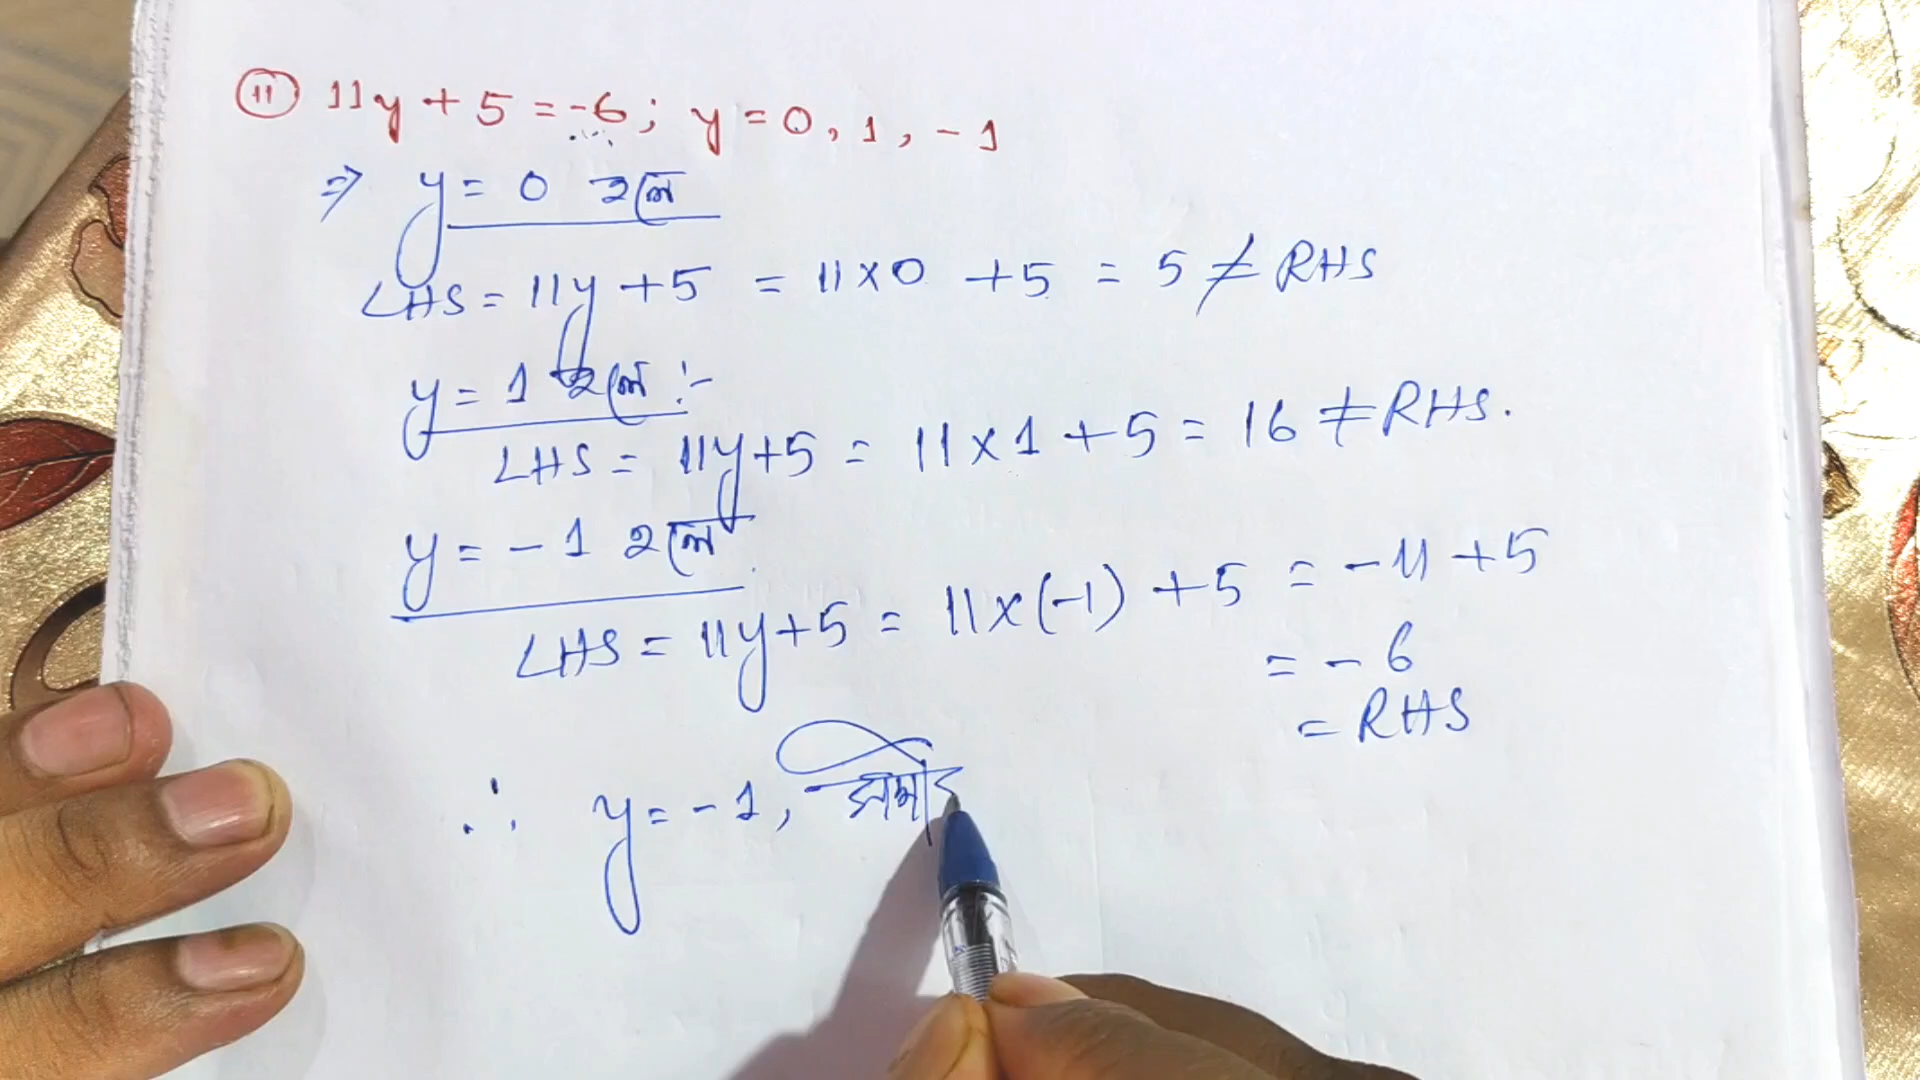 (ii) 11y + 5 = -6; y = 0, 1, -1
⇒ y = 0 হলে
LHS = 11y + 5 = 11 × 0 + 5 = 5 ≠ RHS
y = 1 হলে :-
LHS = 11y + 5 = 11 × 1 + 5 = 16 ≠ RHS.
y = -1 হলে
LHS = 11y + 5 = 11 × (-1) + 5 = -11 + 5
= -6
= RHS
∴ y = -1,